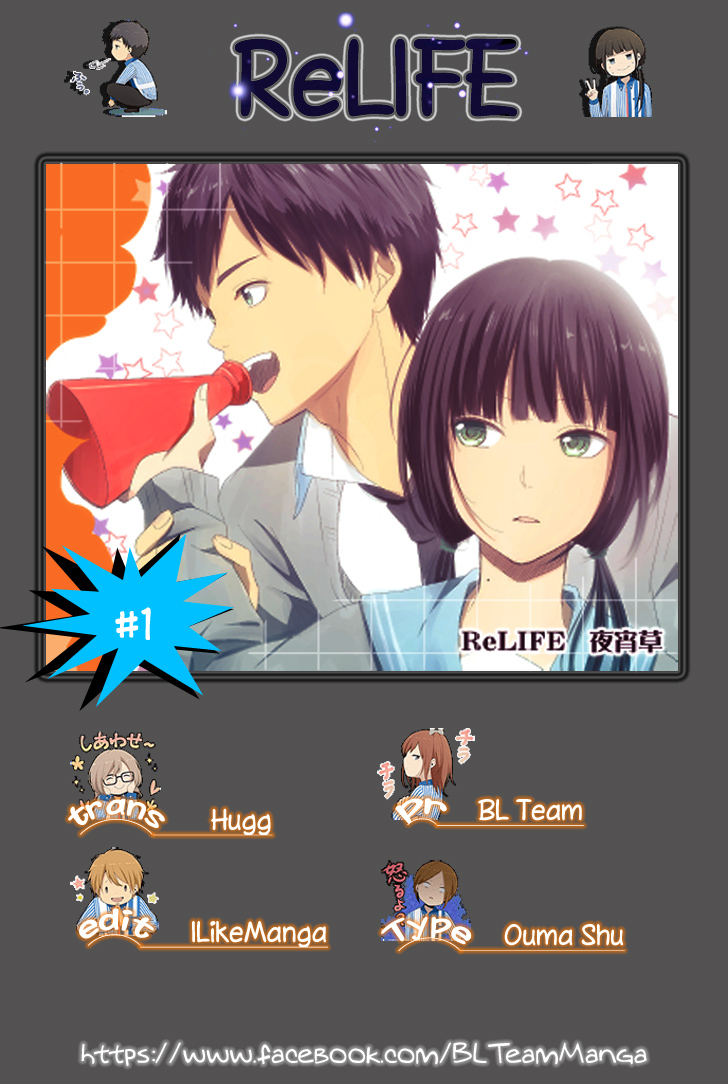 ReLIFE
#1
ReLIFE 夜宵草
しあわせ~
trans Hugg
チラ
チラ
pr BL Team
edit ILikeManga
怒るよっ
Type Ouma Shu
https://www.facebook.com/BLTeamManga